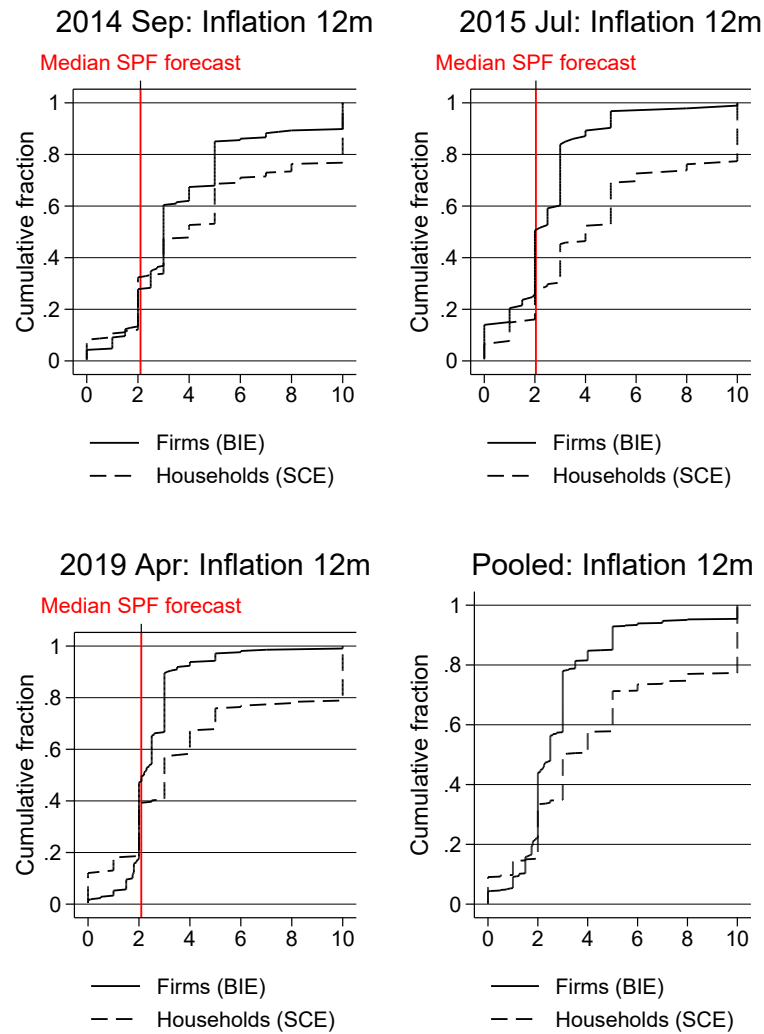 2014 Sep: Inflation 12m
Median SPF forecast
Cumulative fraction
1
.8
.6
.4
.2
0
0 2 4 6 8 10
Firms (BIE)
Households (SCE)
2015 Jul: Inflation 12m
Median SPF forecast
Cumulative fraction
1
.8
.6
.4
.2
0
0 2 4 6 8 10
Firms (BIE)
Households (SCE)
2019 Apr: Inflation 12m
Median SPF forecast
Cumulative fraction
1
.8
.6
.4
.2
0
0 2 4 6 8 10
Firms (BIE)
Households (SCE)
Pooled: Inflation 12m
Cumulative fraction
1
.8
.6
.4
.2
0
0 2 4 6 8 10
Firms (BIE)
Households (SCE)